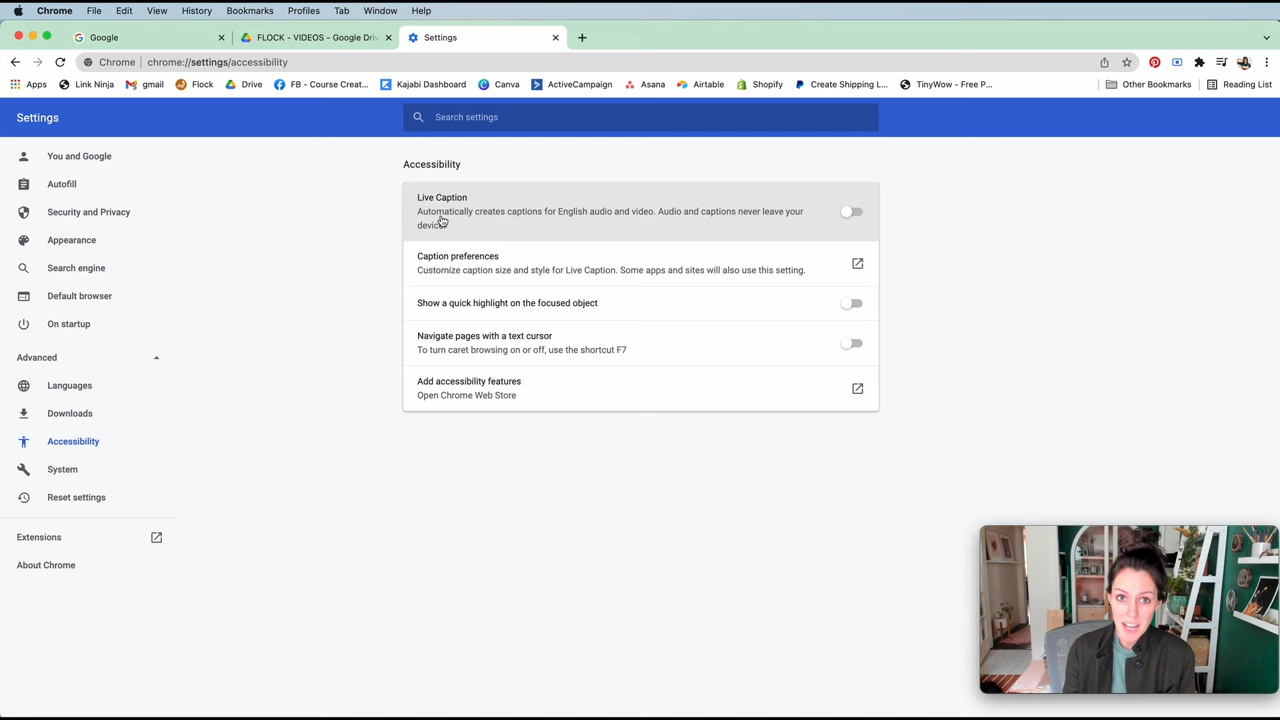 Chrome File Edit View History Bookmarks Profiles Tab Window Help
Google FLOCK - VIDEOS - Google Driv Settings
Chrome | chrome://settings/accessibility
Apps Link Ninja gmail Flock Drive FB - Course Creat... Kajabi Dashboard Canva ActiveCampaign Asana Airtable Shopify Create Shipping L... TinyWow - Free P... Other Bookmarks Reading List
Settings
Search settings
You and Google
Autofill
Security and Privacy
Appearance
Search engine
Default browser
On startup
Advanced
Languages
Downloads
Accessibility
System
Reset settings
Extensions
About Chrome
Accessibility
Live Caption
Automatically creates captions for English audio and video. Audio and captions never leave your
device.
Caption preferences
Customize caption size and style for Live Caption. Some apps and sites will also use this setting.
Show a quick highlight on the focused object
Navigate pages with a text cursor
To turn caret browsing on or off, use the shortcut F7
Add accessibility features
Open Chrome Web Store